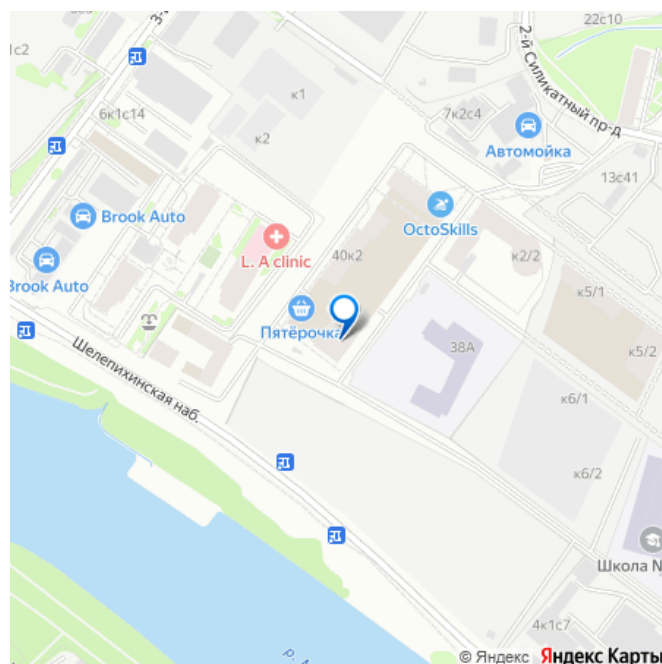 22с10
1с2
3-
2-й Силикатный пр-д
к1
6к1с14
7к2с4
к2
Автомойка
13с41
Brook Auto
OctoSkills
L. A clinic
40к2
к2/2
Brook Auto
к5/1
Пятёрочка
38А
к5/2
Шелепихинская наб.
к6/1
к6/2
Школа N
4к1с7
р.
© Яндекс Яндекс Карты